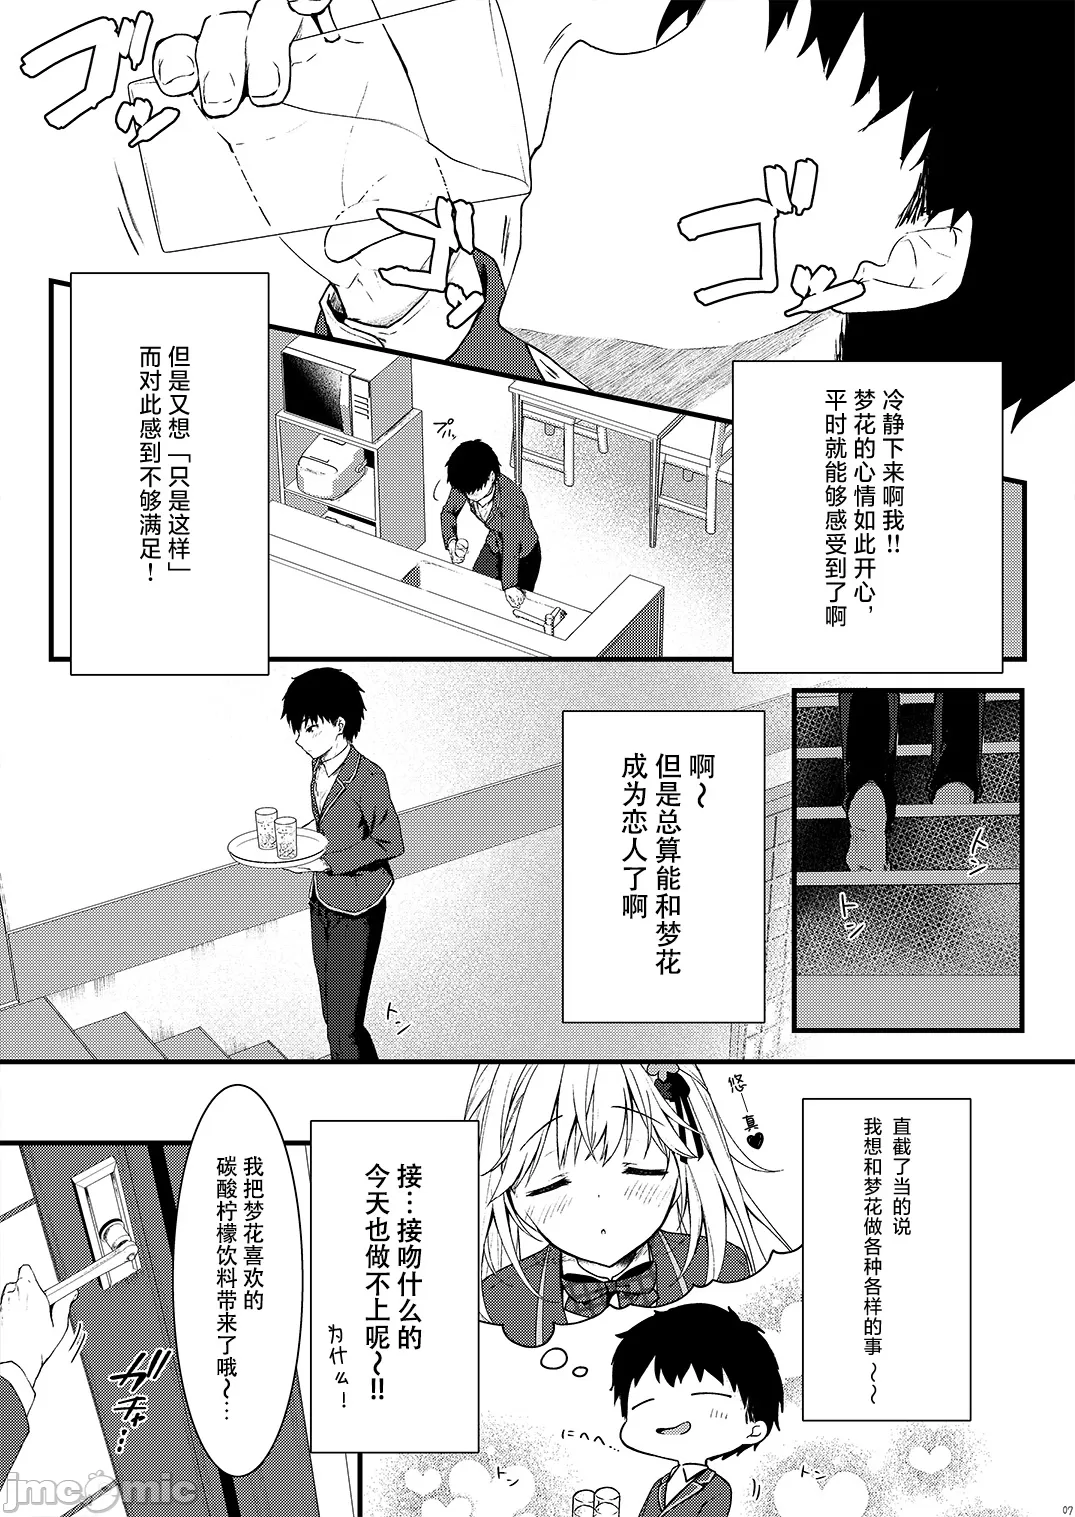 ゴッ
ゴッ
ゴッ
冷静下来啊我!!
梦花的心情如此开心，
平时就能够感受到了啊
プハ
但是又想「只是这样」
而对此感到不够满足！
トン
トン
啊～
但是总算能和梦花
成为恋人了啊
トン
直截了当的说
我想和梦花做各种各样的事
～～
悠—真♥
にへへ…
トン
トン
接…接吻什么的
今天也做不上呢～!!
为什么！
我把梦花喜欢的
碳酸柠檬饮料带来了哦～…
ガチャ…
jmcomic
07